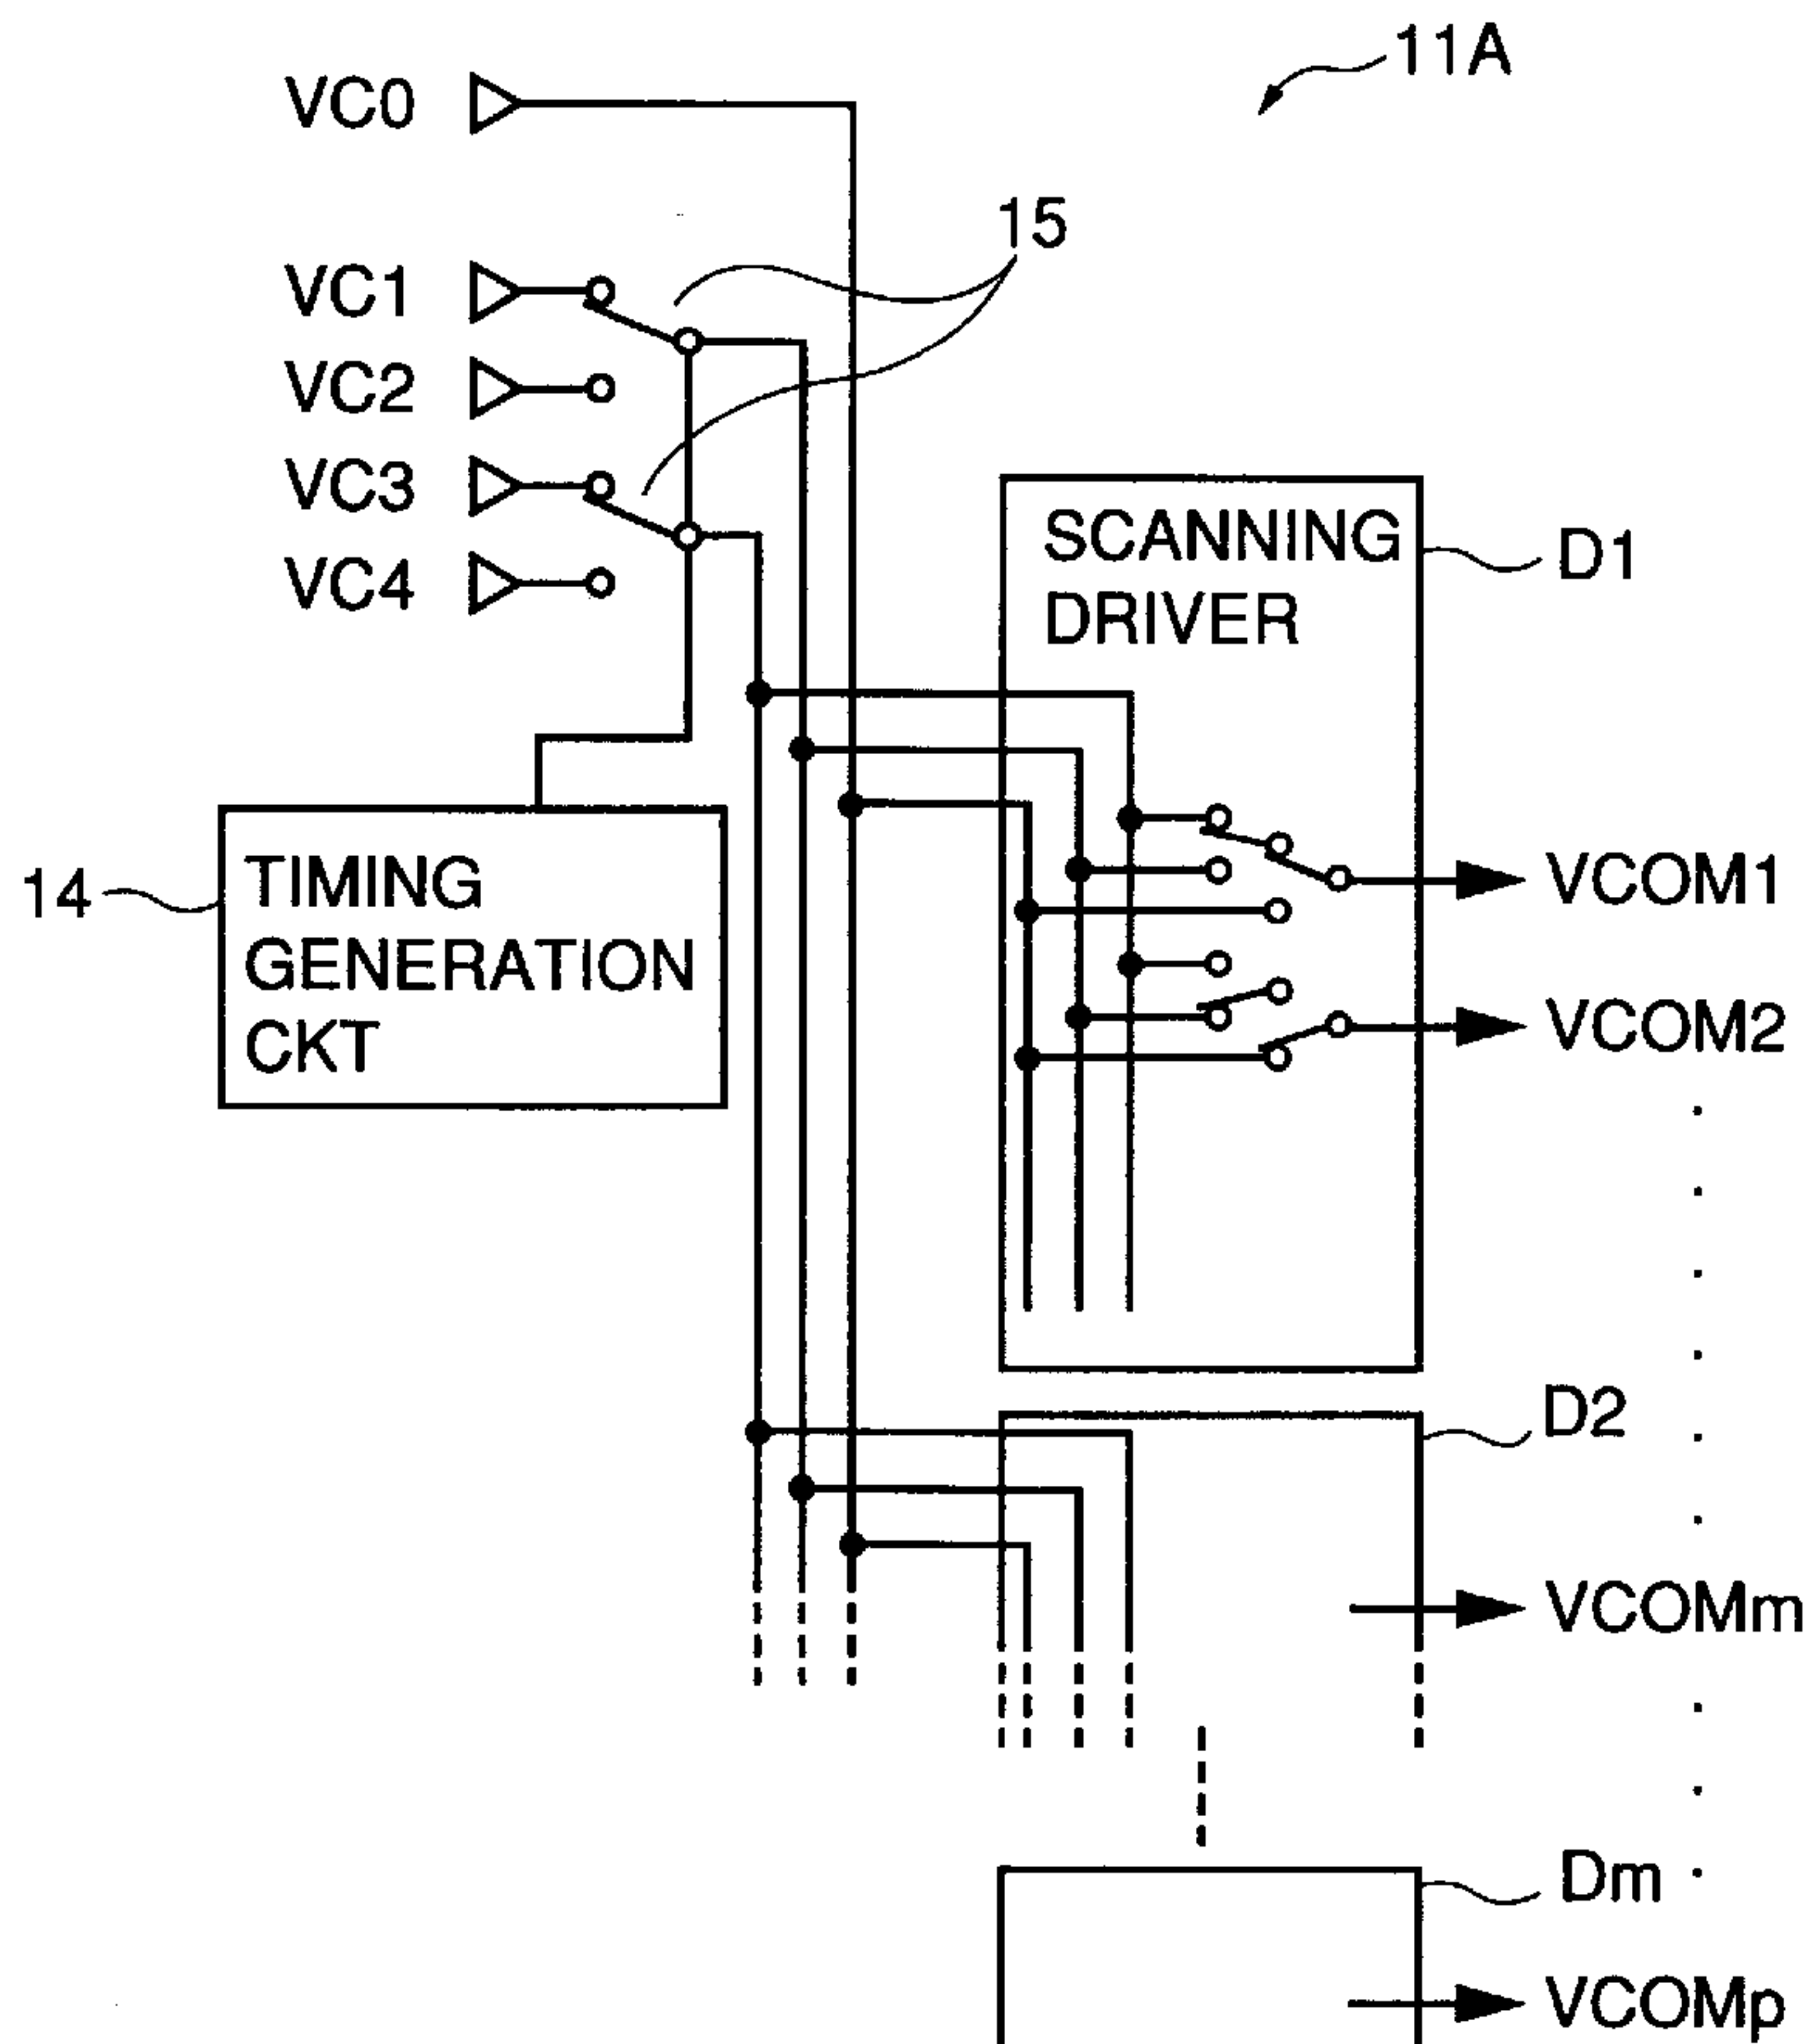 11A
VC0
15
VC1
VC2
VC3
VC4
SCANNING
DRIVER
D1
14
TIMING
GENERATION
CKT
VCOM1
VCOM2
D2
VCOMm
Dm
VCOMp